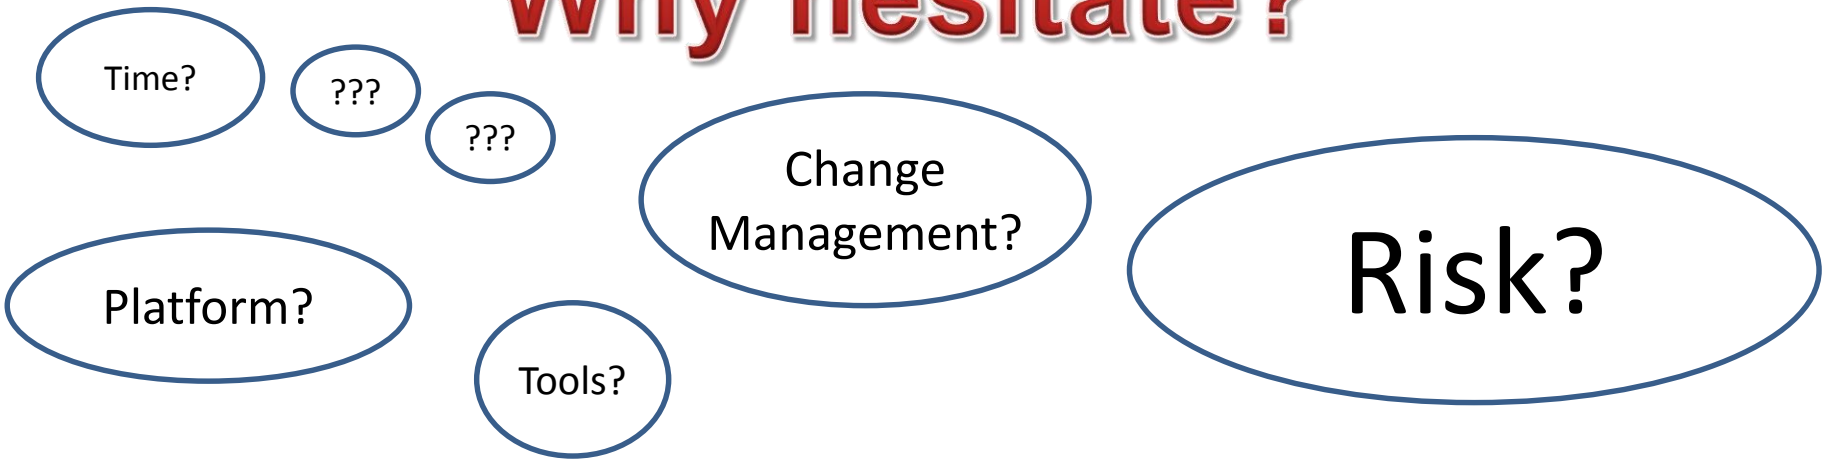 Why hesitate?
Time?
???
???
Change
Management?
Risk?
Platform?
Tools?